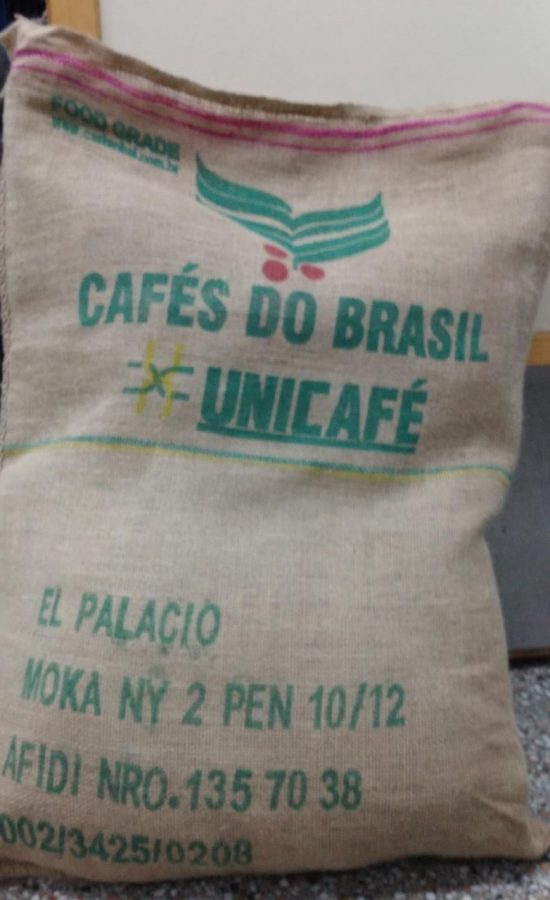 FOOD GRADE
CAFÉS DO BRASIL
UNICAFÉ
EL PALACIO
MOKA NY 2 PEN 10/12
AFIDI NRO.135 70 38
002/3425/0208